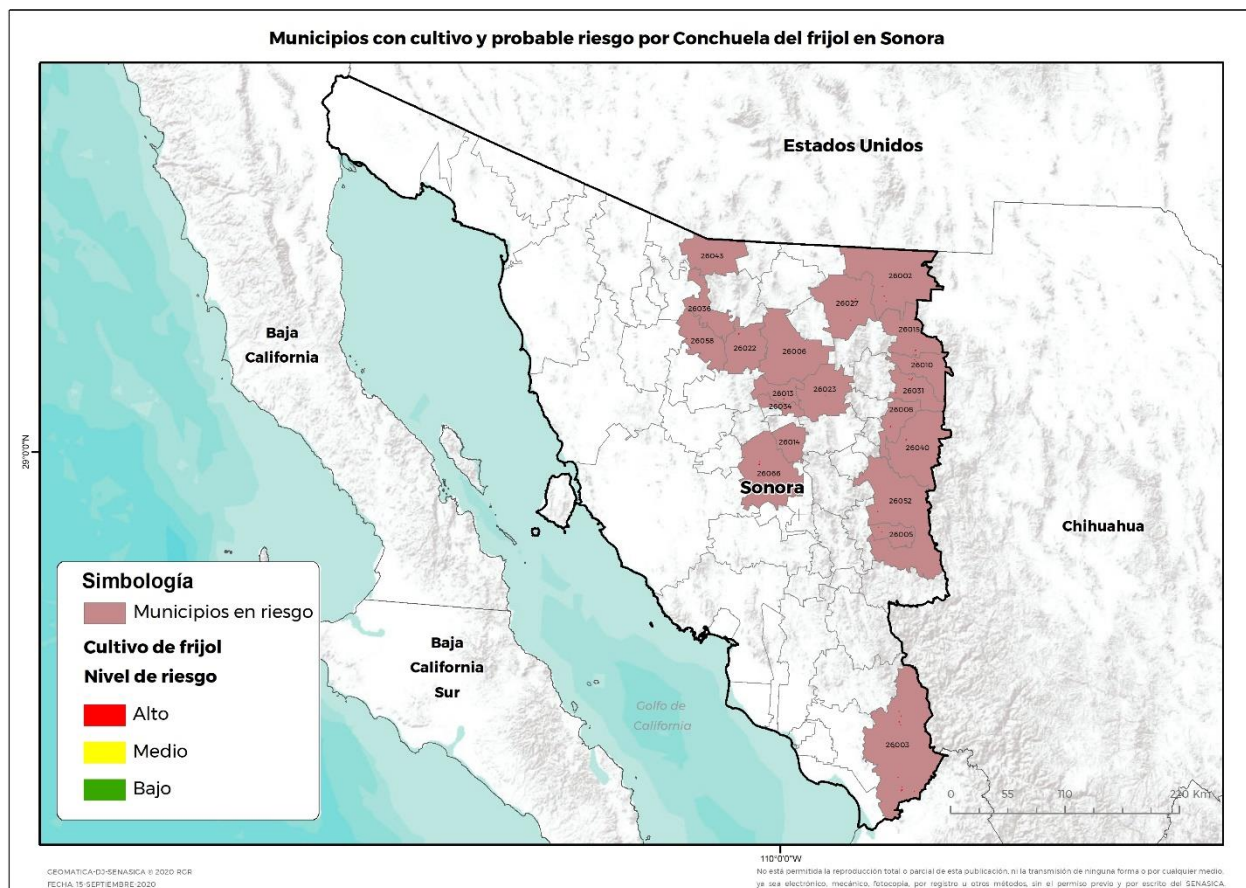 Municipios con cultivo y probable riesgo por Conchuela del frijol en Sonora
Estados Unidos
26043
26002
26027
26036
26015
26058
26022
26006
26010
Baja
California
26013
26023
26031
26034
26008
26014
26040
29°0'0"N
26066
Sonora
26052
Chihuahua
26005
Simbología
Municipios en riesgo
Cultivo de frijol
Nivel de riesgo
Alto
Medio
Bajo
Baja
California
Sur
Golfo de
California
26003
0 55 110 220 Km
110°0'0"W
GEOMATICA-DJ-SENASICA © 2020 RCR
FECHA 15-SEPTIEMBRE-2020
No está permitida la reproducción total o parcial de esta publicación, ni la transmisión de ninguna forma o por cualquier medio,
ya sea electrónico, mecánico, fotocopia, por registro u otros métodos, sin el permiso previo y por escrito del SENASICA.